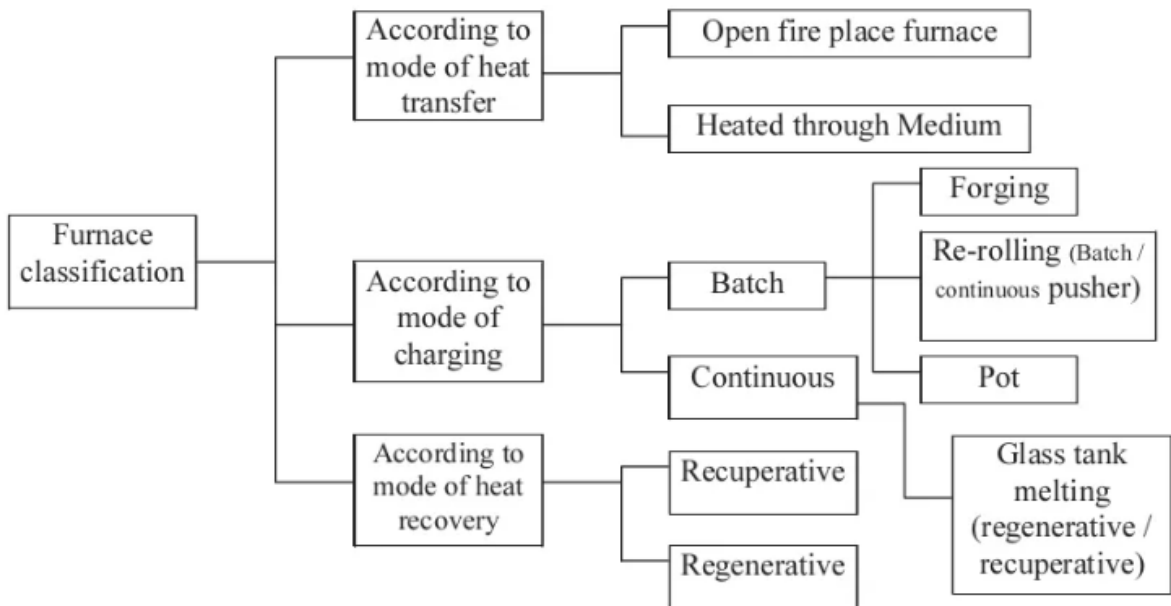 According to
mode of heat
transfer
Open fire place furnace
Heated through Medium
Furnace
classification
According to
mode of
charging
Batch
Forging
Re-rolling (Batch /
continuous pusher)
Continuous
Pot
According to
mode of heat
recovery
Recuperative
Regenerative
Glass tank
melting
(regenerative /
recuperative)